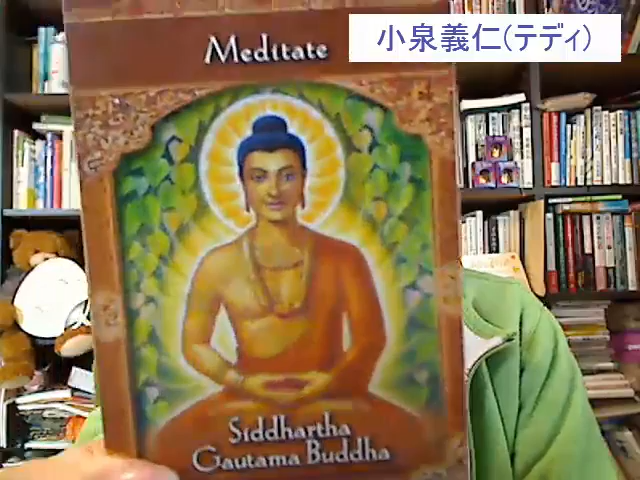 Meditate
小泉義仁(テディ)
Siddhartha
Gautama Buddha